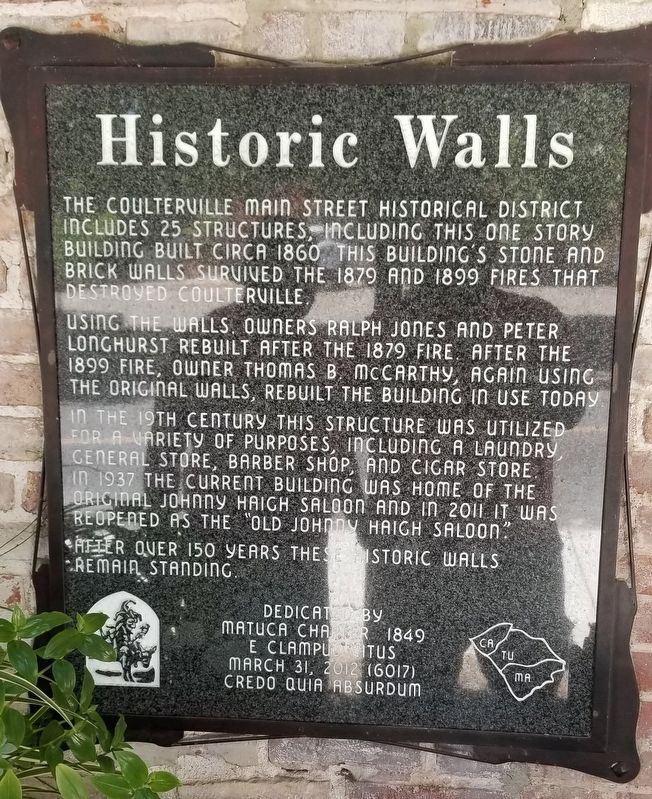 Historic Walls
THE COULTERVILLE MAIN STREET HISTORICAL DISTRICT
INCLUDES 25 STRUCTURES, INCLUDING THIS ONE STORY
BUILDING BUILT CIRCA 1860. THIS BUILDING'S STONE AND
BRICK WALLS SURVIVED THE 1879 AND 1899 FIRES THAT
DESTROYED COULTERVILLE.
USING THE WALLS, OWNERS RALPH JONES AND PETER
LONGHURST REBUILT AFTER THE 1879 FIRE. AFTER THE
1899 FIRE, OWNER THOMAS B. McCARTHY, AGAIN USING
THE ORIGINAL WALLS, REBUILT THE BUILDING IN USE TODAY.
IN THE 19TH CENTURY THIS STRUCTURE WAS UTILIZED
FOR A VARIETY OF PURPOSES, INCLUDING A LAUNDRY,
GENERAL STORE, BARBER SHOP, AND CIGAR STORE.
IN 1937 THE CURRENT BUILDING WAS HOME OF THE
ORIGINAL JOHNNY HAIGH SALOON AND IN 2011 IT WAS
REOPENED AS THE "OLD JOHNNY HAIGH SALOON".
AFTER OVER 150 YEARS THESE HISTORIC WALLS
REMAIN STANDING.
DEDICATED BY
MATUCA CHAPTER 1849
E CLAMPUS VITUS
MARCH 31, 2012 (6017)
CREDO QUIA ABSURDUM
CA
TU
MA